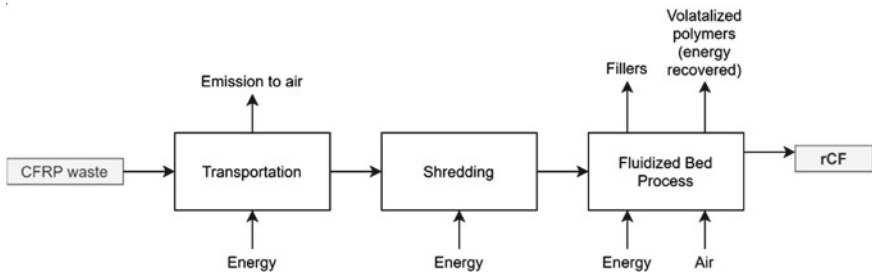 Volatalized
polymers
(energy
recovered)
Fillers
Emission to air
CFRP waste
Transportation
Shredding
Fluidized Bed
Process
rCF
Energy
Energy
Energy
Air